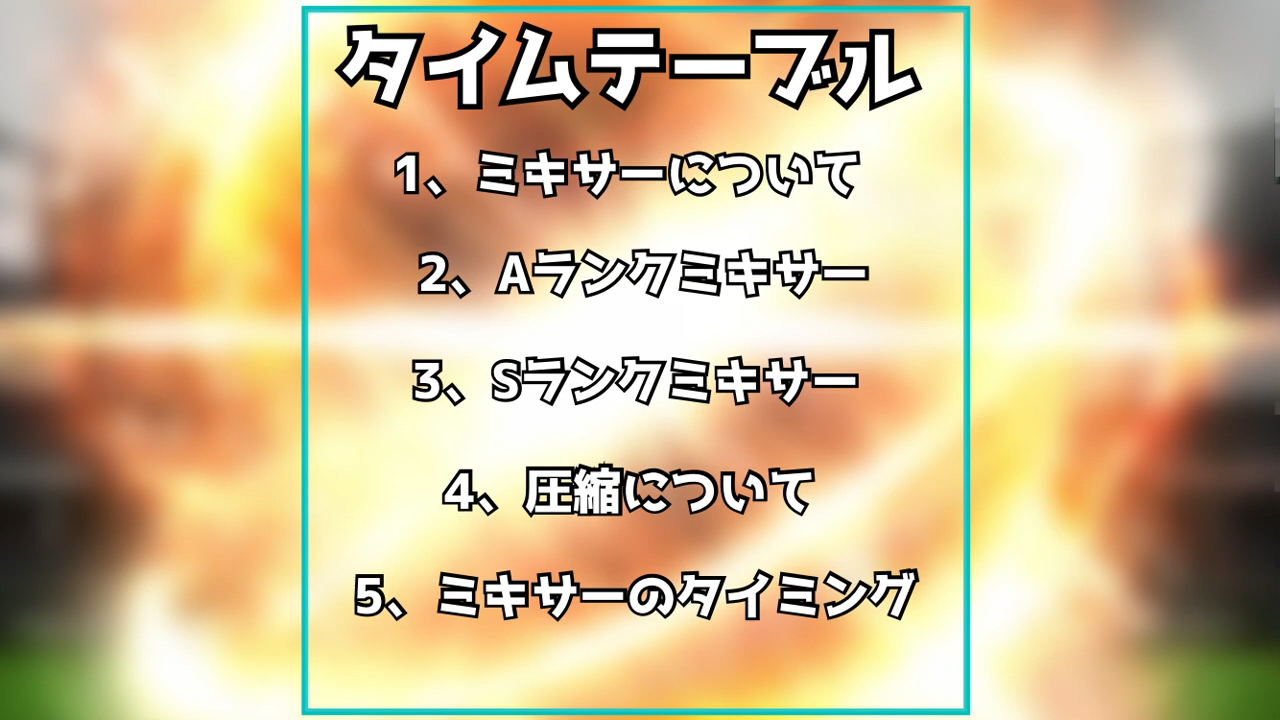 タイムテーブル
1、ミキサーについて
2、Aランクミキサー
3、Sランクミキサー
4、圧縮について
5、ミキサーのタイミング